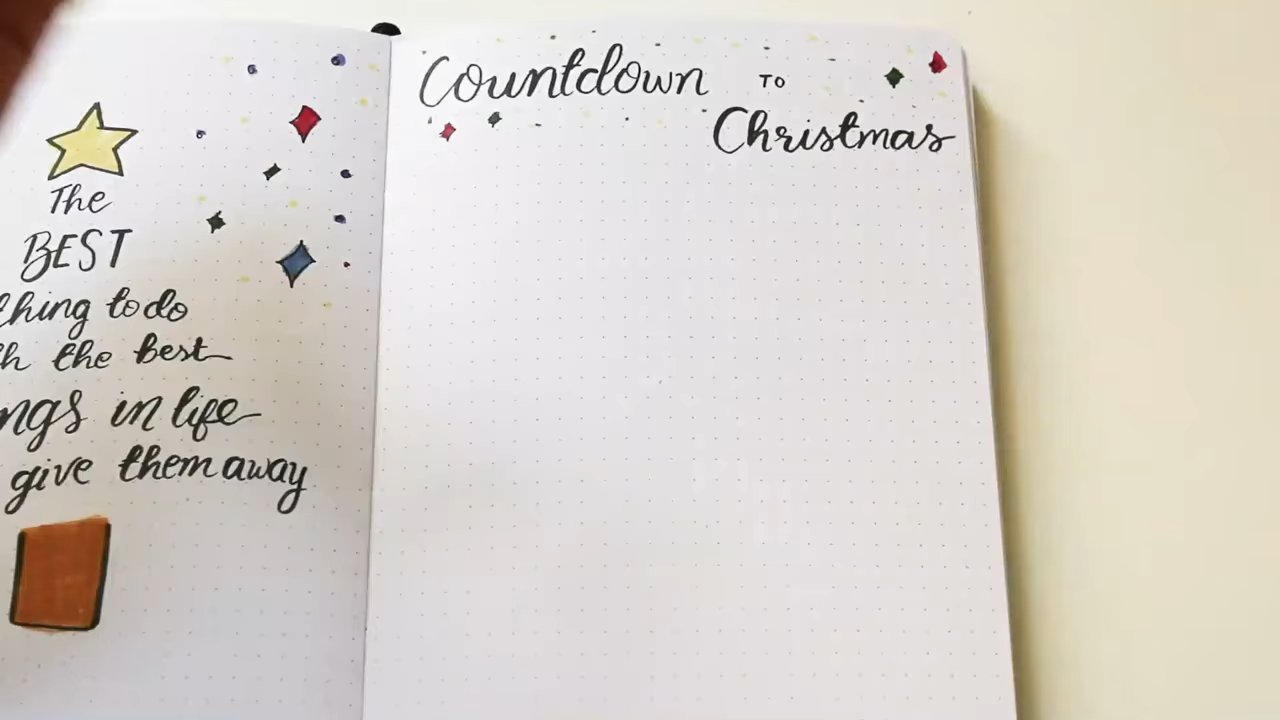 The
BEST
thing to do
the best
in life
give them away
Countdown TO
Christmas